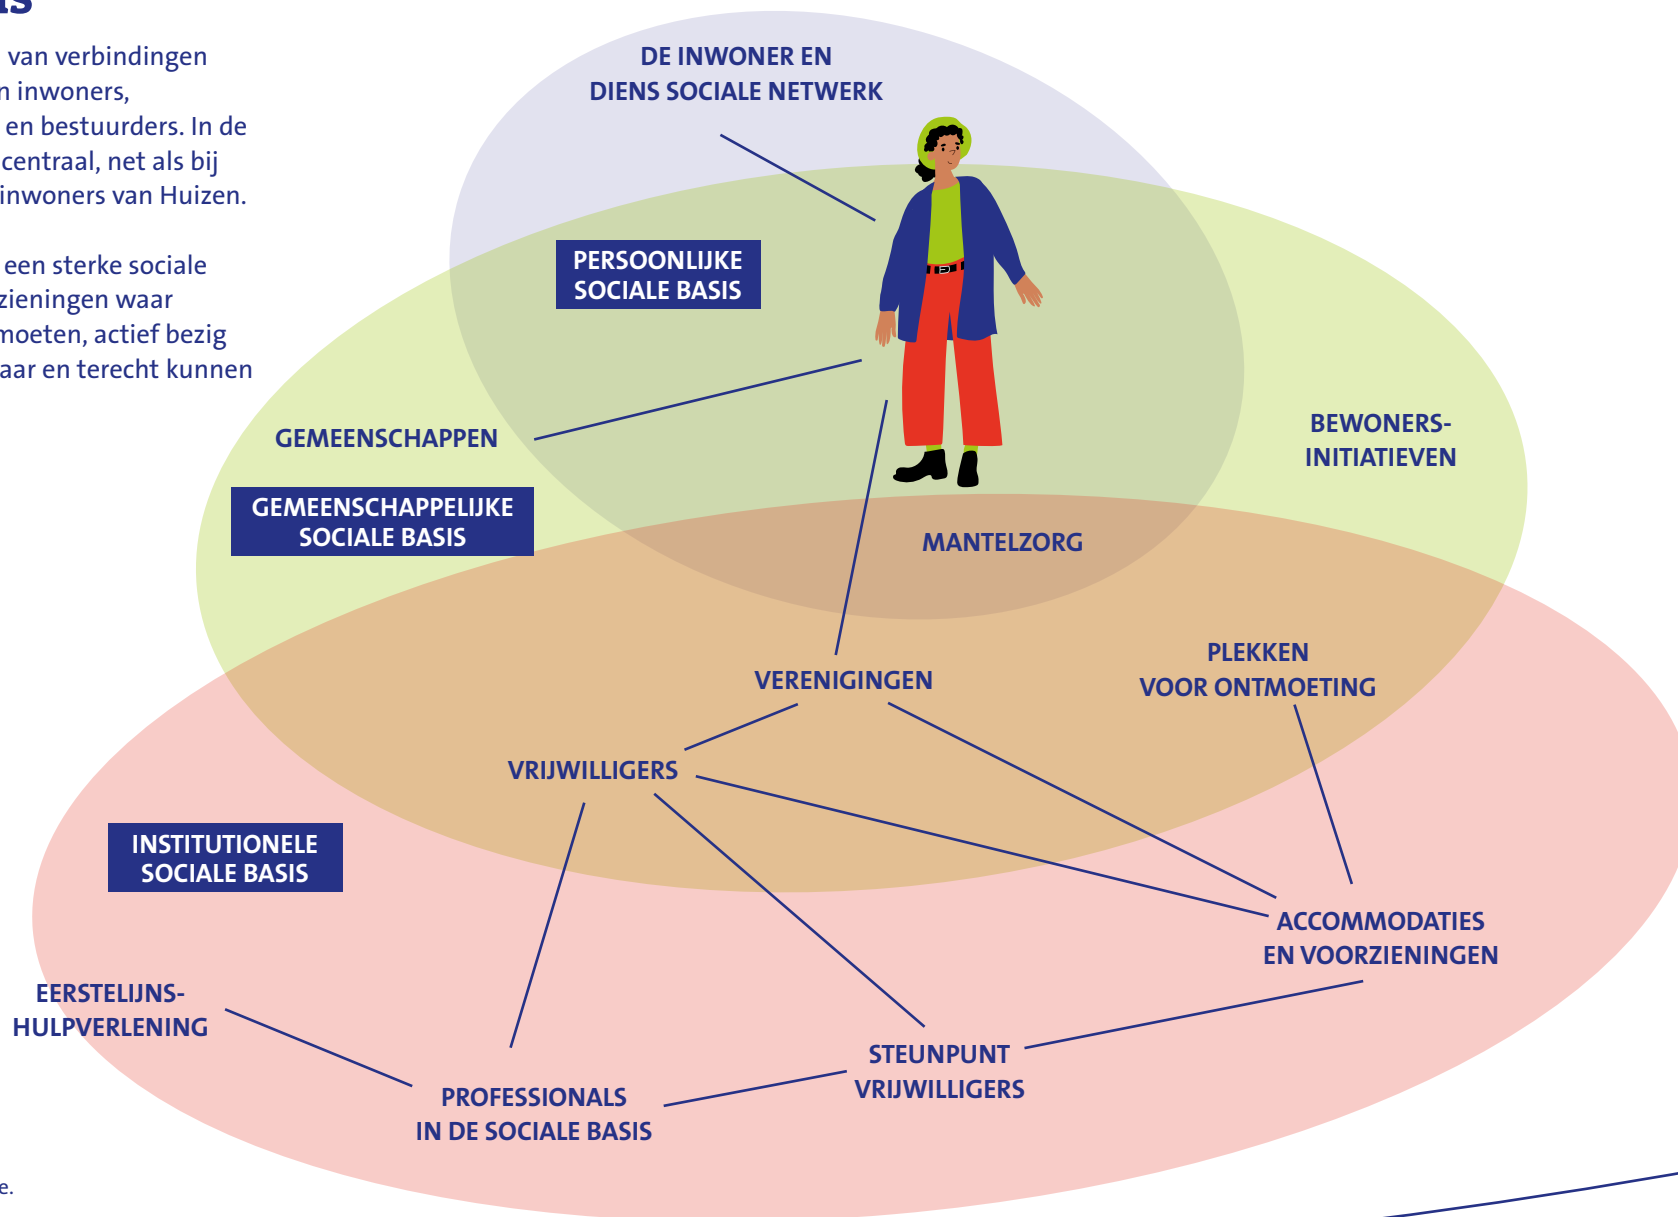 van verbindingen
inwoners,
en bestuurders. In de
centraal, net als bij
inwoners van Huizen.
een sterke sociale
waar
actief bezig
en terecht kunnen
DE INWONER EN
DIENS SOCIALE NETWERK
PERSOONLIJKE
SOCIALE BASIS
GEMEENSCHAPPEN
BEWONERS-
INITIATIEVEN
GEMEENSCHAPPELIJKE
SOCIALE BASIS
MANTELZORG
VERENIGINGEN
PLEKKEN
VOOR ONTMOETING
VRIJWILLIGERS
INSTITUTIONELE
SOCIALE BASIS
ACCOMMODATIES
EN VOORZIENINGEN
EERSTELIJNS-
HULPVERLENING
STEUNPUNT
VRIJWILLIGERS
PROFESSIONALS
IN DE SOCIALE BASIS